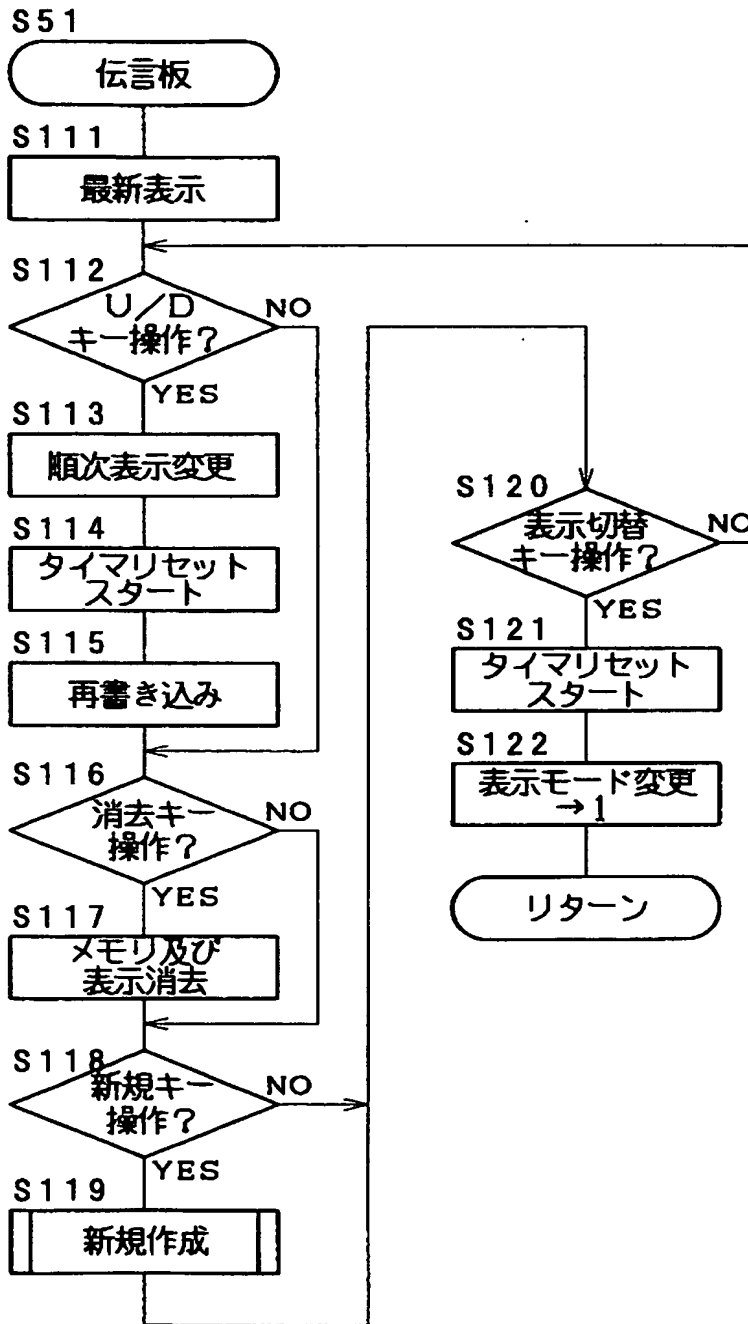 S51
伝言板
S111
最新表示
S112
U/D
キー操作?
NO
YES
S113
順次表示変更
S114
タイマリセット
スタート
S115
再書き込み
S116
消去キー
操作?
NO
YES
S117
メモリ及び
表示消去
S118
新規キー
操作?
NO
YES
S119
新規作成
S120
表示切替
キー操作?
NO
YES
S121
タイマリセット
スタート
S122
表示モード変更
→1
リターン